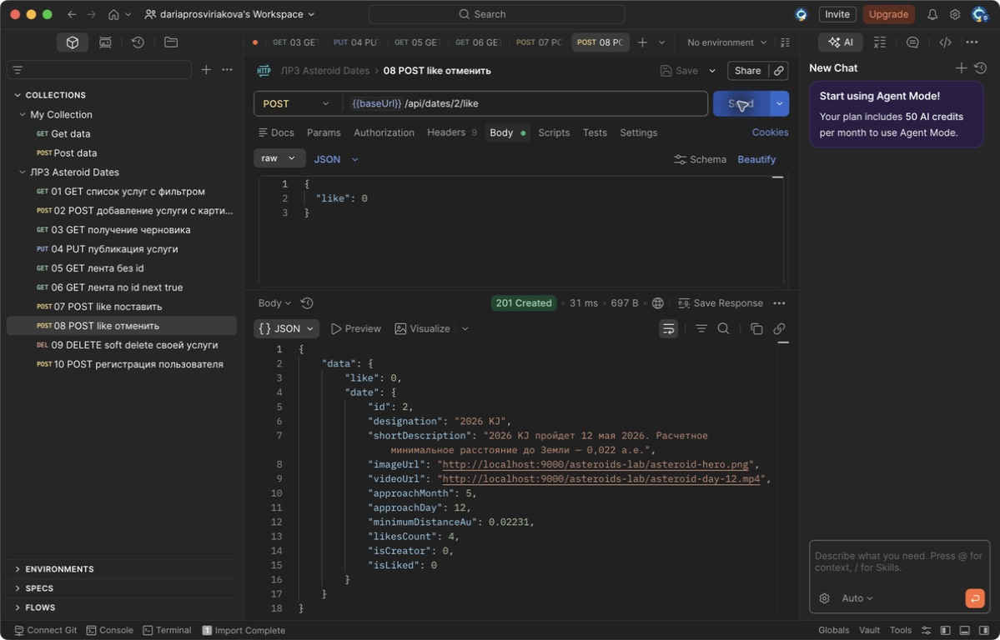 dariaprosviriakova's Workspace
Search
Invite
Upgrade
GET 03 GET
PUT 04 PU
GET 05 GE
GET 06 GE
POST 07 PC
POST 08 PC
No environment
AI
COLLECTIONS
My Collection
GET Get data
POST Post data
ЛР3 Asteroid Dates
GET 01 GET список услуг с фильтром
POST 02 POST добавление услуги с карти...
GET 03 GET получение черновика
PUT 04 PUT публикация услуги
GET 05 GET лента без id
GET 06 GET лента по id next true
POST 07 POST like поставить
POST 08 POST like отменить
DEL 09 DELETE soft delete своей услуги
POST 10 POST регистрация пользователя
ENVIRONMENTS
SPECS
FLOWS
HTTP ЛР3 Asteroid Dates > 08 POST like отменить
Save
Share
POST
{{baseUrl}} /api/dates/2/like
Send
Docs Params Authorization Headers 9 Body Scripts Tests Settings Cookies
raw JSON Schema Beautify
1 {
2 "like": 0
3 }
Body 201 Created 31 ms 697 B Save Response
{} JSON Preview Visualize
1 {
2 "data": {
3 "like": 0,
4 "date": {
5 "id": 2,
6 "designation": "2026 KJ",
7 "shortDescription": "2026 KJ пройдет 12 мая 2026. Расчетное
минимальное расстояние до Земли — 0,022 а.е.",
8 "imageUrl": "http://localhost:9000/asteroids-lab/asteroid-hero.png",
9 "videoUrl": "http://localhost:9000/asteroids-lab/asteroid-day-12.mp4",
10 "approachMonth": 5,
11 "approachDay": 12,
12 "minimumDistanceAu": 0.02231,
13 "likesCount": 4,
14 "isCreator": 0,
15 "isLiked": 0
16 }
17 }
18 }
New Chat
Start using Agent Mode!
Your plan includes 50 AI credits
per month to use Agent Mode.
Describe what you need. Press @ for
context, / for Skills.
Auto
Connect Git Console Terminal 1 Import Complete
Globals Vault Tools